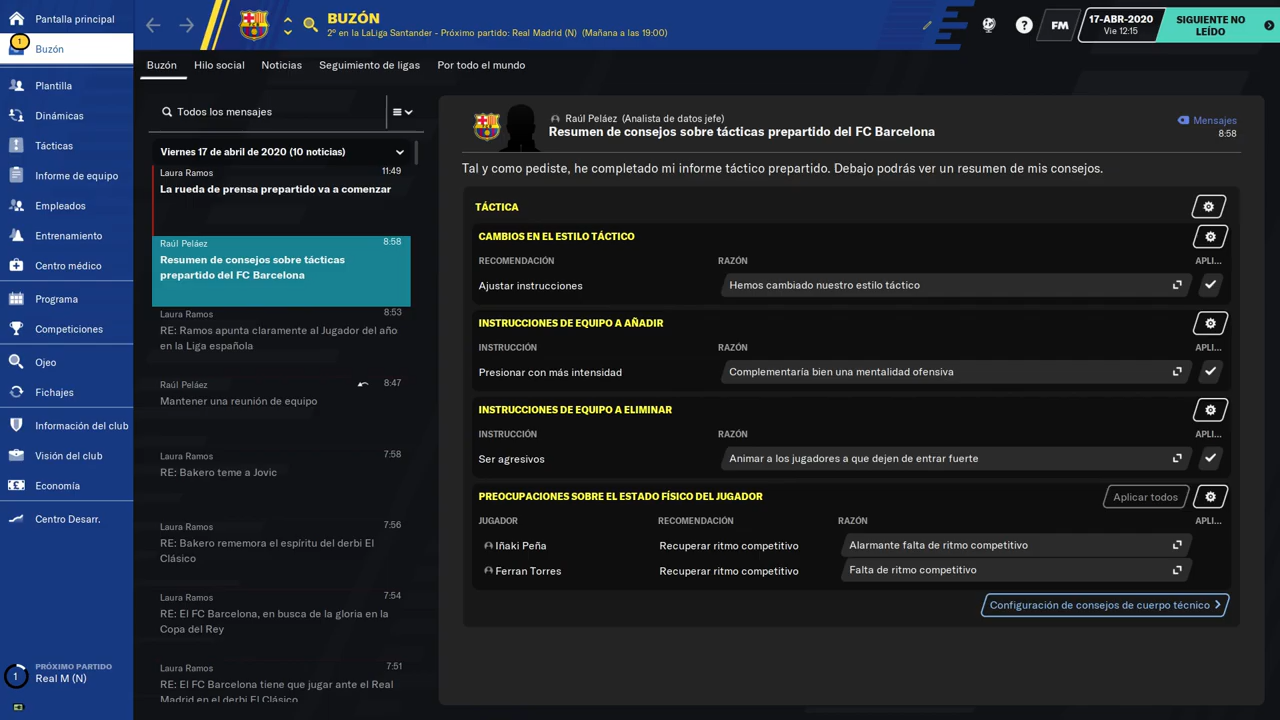 Pantalla principal
1
Buzón
Plantilla
Dinámicas
Tácticas
Informe de equipo
Empleados
Entrenamiento
Centro médico
Programa
Competiciones
Ojeo
Fichajes
Información del club
Visión del club
Economía
Centro Desarr.
1
PRÓXIMO PARTIDO
Real M (N)
BUZÓN
2º en la LaLiga Santander - Próximo partido: Real Madrid (N) (Mañana a las 19:00)
?
FM
17-ABR-2020
Vie 12:15
SIGUIENTE NO
LEÍDO
Buzón
Hilo social
Noticias
Seguimiento de ligas
Por todo el mundo
Todos los mensajes
Viernes 17 de abril de 2020 (10 noticias)
Laura Ramos 11:49
La rueda de prensa prepartido va a comenzar
Raúl Peláez 8:58
Resumen de consejos sobre tácticas
prepartido del FC Barcelona
Laura Ramos 8:53
RE: Ramos apunta claramente al Jugador del año
en la Liga española
Raúl Peláez 8:47
Mantener una reunión de equipo
Laura Ramos 7:58
RE: Bakero teme a Jovic
Laura Ramos 7:56
RE: Bakero rememora el espíritu del derbi El
Clásico
Laura Ramos 7:54
RE: El FC Barcelona, en busca de la gloria en la
Copa del Rey
Laura Ramos 7:51
RE: El FC Barcelona tiene que jugar ante el Real
Madrid en el derbi El Clásico
Raúl Peláez (Analista de datos jefe)
Resumen de consejos sobre tácticas prepartido del FC Barcelona
Mensajes
8:58
Tal y como pediste, he completado mi informe táctico prepartido. Debajo podrás ver un resumen de mis consejos.
TÁCTICA
CAMBIOS EN EL ESTILO TÁCTICO
RECOMENDACIÓN RAZÓN APLI...
Ajustar instrucciones Hemos cambiado nuestro estilo táctico
INSTRUCCIONES DE EQUIPO A AÑADIR
INSTRUCCIÓN RAZÓN APLI...
Presionar con más intensidad Complementaría bien una mentalidad ofensiva
INSTRUCCIONES DE EQUIPO A ELIMINAR
INSTRUCCIÓN RAZÓN APLI...
Ser agresivos Animar a los jugadores a que dejen de entrar fuerte
PREOCUPACIONES SOBRE EL ESTADO FÍSICO DEL JUGADOR Aplicar todos
JUGADOR RECOMENDACIÓN RAZÓN APLI...
Iñaki Peña Recuperar ritmo competitivo Alarmante falta de ritmo competitivo
Ferran Torres Recuperar ritmo competitivo Falta de ritmo competitivo
Configuración de consejos de cuerpo técnico